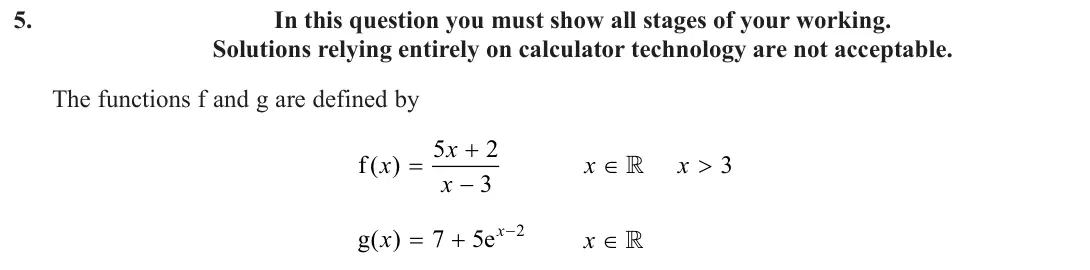 5. In this question you must show all stages of your working.
Solutions relying entirely on calculator technology are not acceptable.
The functions f and g are defined by
f(x) = (5x + 2)/(x − 3) x ∈ ℝ x > 3
g(x) = 7 + 5e^(x−2) x ∈ ℝ